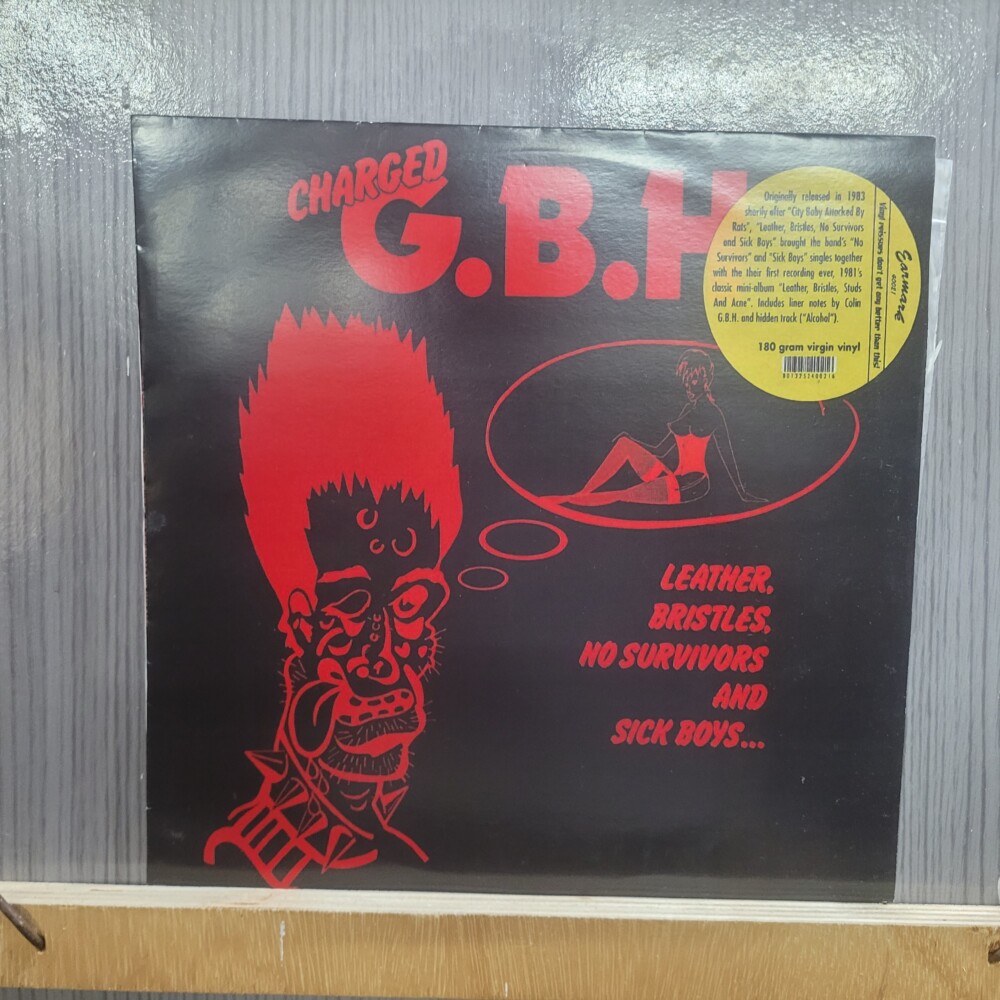 CHARGED
G.B.H
Originally released in 1983
shortly after "City Baby Attacked By
Rats", "Leather, Bristles, No Survivors
and Sick Boys" brought the band's "No
Survivors" and "Sick Boys" singles together
with the their first recording ever, 1981's
classic mini-album "Leather, Bristles, Studs
And Acne". Includes liner notes by Colin
G.B.H. and hidden track ("Alcohol").
180 gram virgin vinyl
Vinyl reissues don't get any better than this!
Earmark
LEATHER,
BRISTLES,
NO SURVIVORS
AND
SICK BOYS...